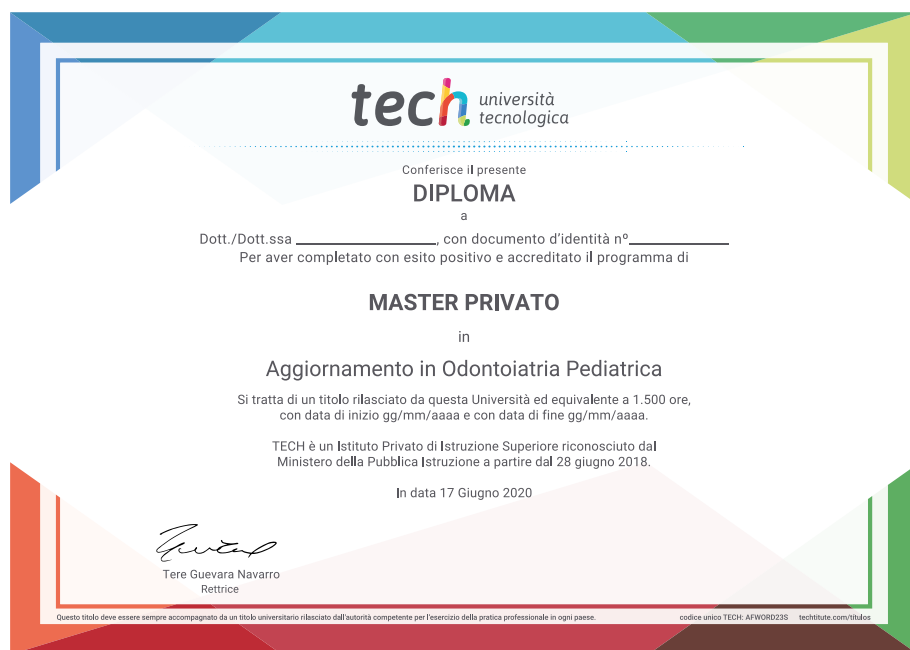 tech università
tecnologica
Conferisce il presente
DIPLOMA
a
Dott./Dott.ssa ____________________, con documento d'identità nº______________
Per aver completato con esito positivo e accreditato il programma di
MASTER PRIVATO
in
Aggiornamento in Odontoiatria Pediatrica
Si tratta di un titolo rilasciato da questa Università ed equivalente a 1.500 ore,
con data di inizio gg/mm/aaaa e con data di fine gg/mm/aaaa.
TECH è un Istituto Privato di Istruzione Superiore riconosciuto dal
Ministero della Pubblica Istruzione a partire dal 28 giugno 2018.
In data 17 Giugno 2020
Tere Guevara Navarro
Rettrice
Questo titolo deve essere sempre accompagnato da un titolo universitario rilasciato dall'autorità competente per l'esercizio della pratica professionale in ogni paese. codice unico TECH: AFWORD23S techtitute.com/titulos